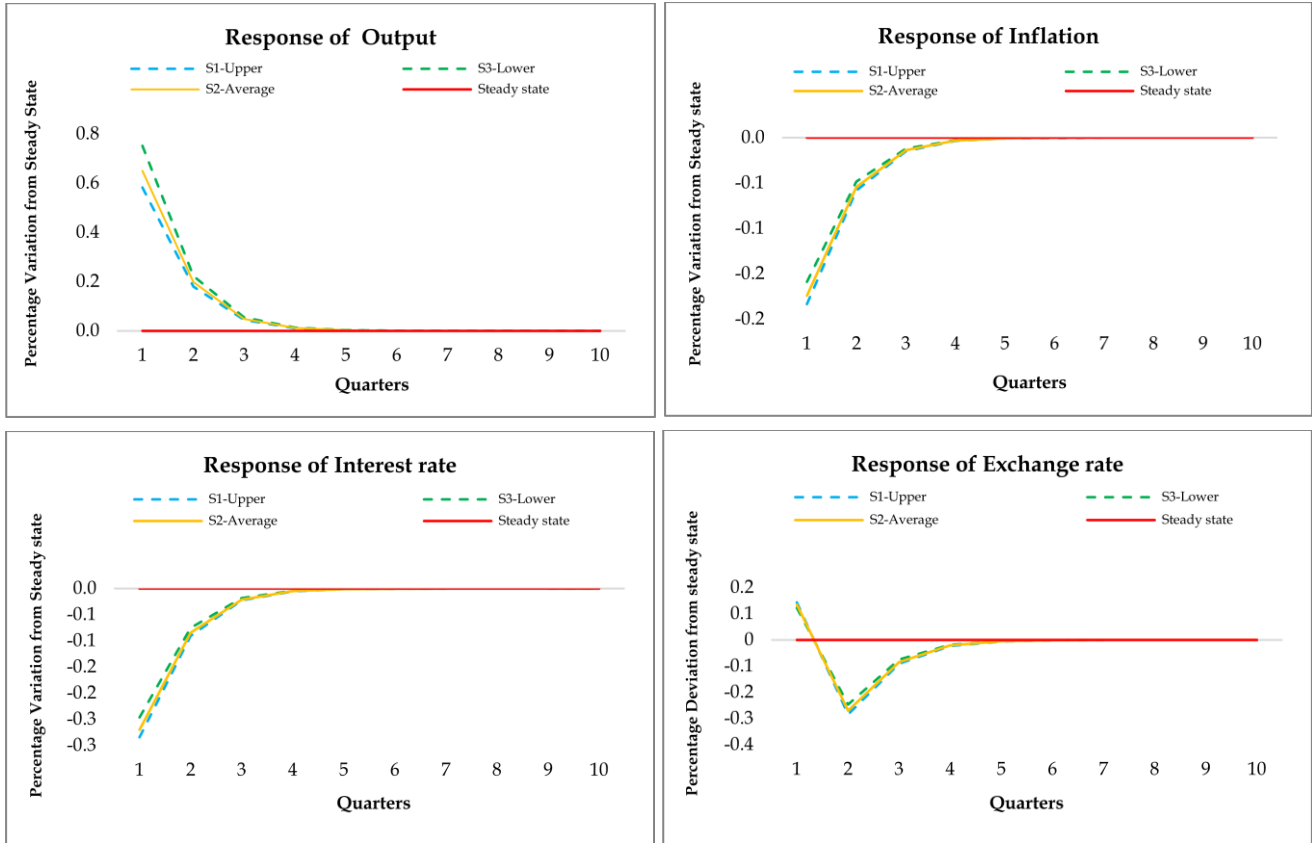 Response of Output
S1-Upper
S3-Lower
S2-Average
Steady state
Percentage Variation from Steady State
0.8
0.6
0.4
0.2
0.0
1 2 3 4 5 6 7 8 9 10
Quarters
Response of Inflation
S1-Upper
S3-Lower
S2-Average
Steady state
Percentage Variation from Steady state
0.0
-0.1
-0.1
-0.2
-0.2
1 2 3 4 5 6 7 8 9 10
Quarters
Response of Interest rate
S1-Upper
S3-Lower
S2-Average
Steady state
Percentage Variation from Steady state
0.0
-0.1
-0.1
-0.2
-0.2
-0.3
-0.3
1 2 3 4 5 6 7 8 9 10
Quarters
Response of Exchange rate
S1-Upper
S3-Lower
S2-Average
Steady state
Percentage Deviation from steady state
0.2
0.1
0
-0.1
-0.2
-0.3
-0.4
1 2 3 4 5 6 7 8 9 10
Quarters